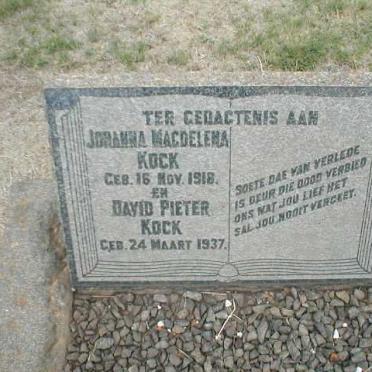 TER GEDACTENIS AAN
JOHANNA MAGDELENA
KOCK
GEB. 16 NOV. 1918.
EN
DAVID PIETER
KOCK
GEB. 24 MAART 1937.
SOETE DAE VAN VERLEDE
IS DEUR DIE DOOD VERBIED
ONS WAT JOU LIEF HET
SAL JOU NOOIT VERGEET.